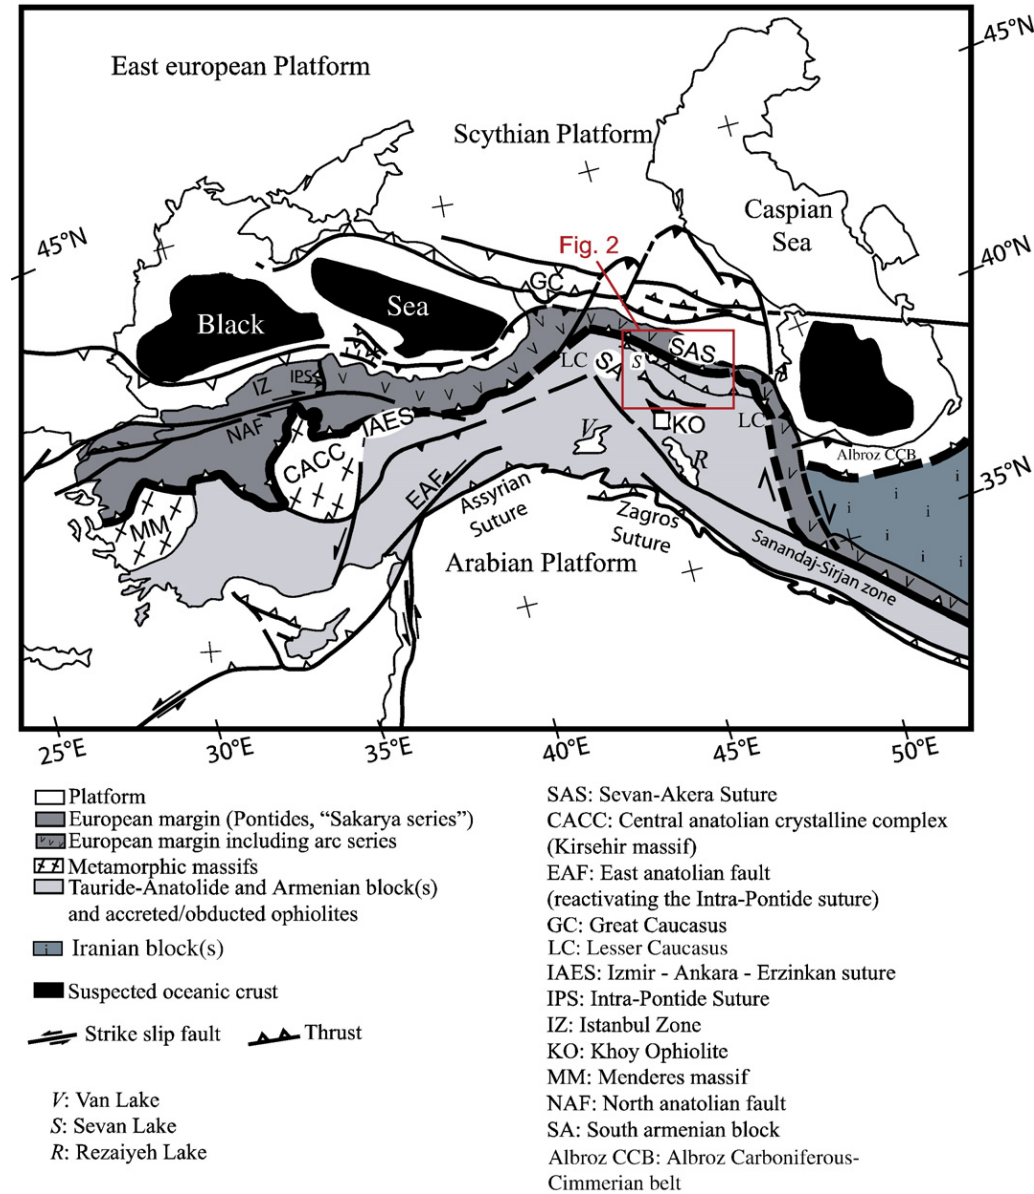 45°N
East european Platform
Scythian Platform
Caspian
Sea
45°N
40°N
Fig. 2
GC
Black
Sea
SAS
SA
S
LC
IZ
IPS
LC
IAES
NAF
KO
V
CACC
R
Albroz CCB
35°N
EAF
Assyrian
Suture
MM
Zagros
Suture
Arabian Platform
Sanandaj-Sirjan zone
25°E
30°E
35°E
40°E
45°E
50°E
Platform
European margin (Pontides, “Sakarya series”)
European margin including arc series
Metamorphic massifs
Tauride-Anatolide and Armenian block(s)
and accreted/obducted ophiolites
i Iranian block(s)
Suspected oceanic crust
Strike slip fault
Thrust
V: Van Lake
S: Sevan Lake
R: Rezaiyeh Lake
SAS: Sevan-Akera Suture
CACC: Central anatolian crystalline complex
(Kirsehir massif)
EAF: East anatolian fault
(reactivating the Intra-Pontide suture)
GC: Great Caucasus
LC: Lesser Caucasus
IAES: Izmir - Ankara - Erzinkan suture
IPS: Intra-Pontide Suture
IZ: Istanbul Zone
KO: Khoy Ophiolite
MM: Menderes massif
NAF: North anatolian fault
SA: South armenian block
Albroz CCB: Albroz Carboniferous-
Cimmerian belt